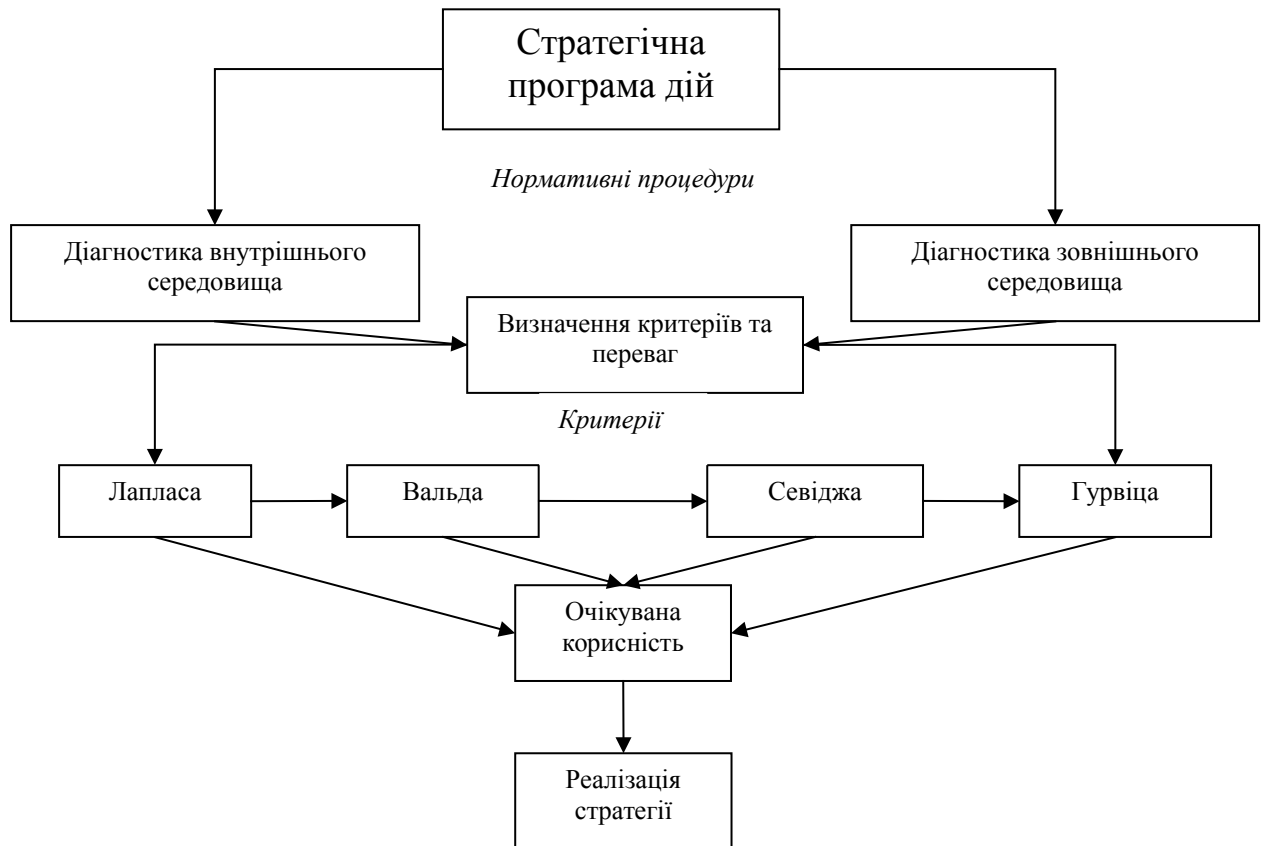 Стратегічна
програма дій
Нормативні процедури
Діагностика внутрішнього
середовища
Діагностика зовнішнього
середовища
Визначення критеріїв та
переваг
Критерії
Лапласа
Вальда
Севіджа
Гурвіца
Очікувана
корисність
Реалізація
стратегії